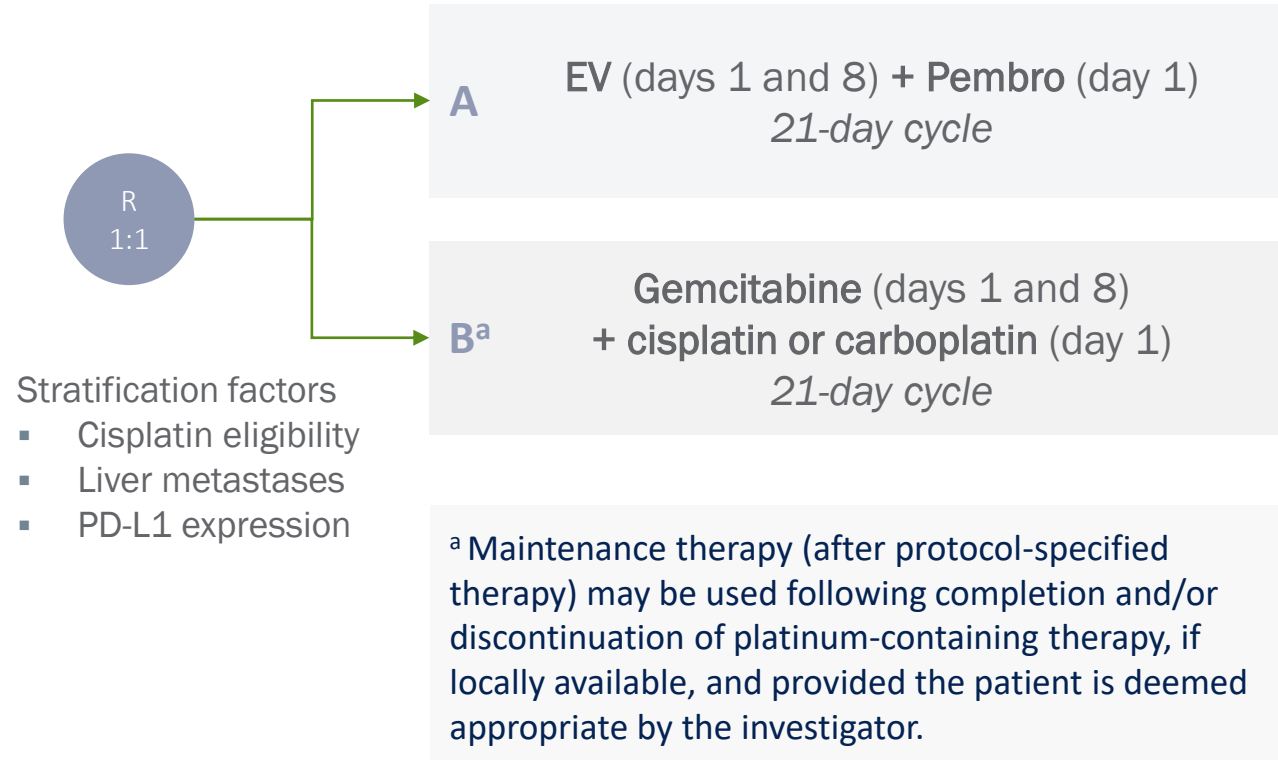 R
1:1
Stratification factors
▪ Cisplatin eligibility
▪ Liver metastases
▪ PD-L1 expression
A
EV (days 1 and 8) + Pembro (day 1)
21-day cycle
Bᵃ
Gemcitabine (days 1 and 8)
+ cisplatin or carboplatin (day 1)
21-day cycle
ᵃ Maintenance therapy (after protocol-specified
therapy) may be used following completion and/or
discontinuation of platinum-containing therapy, if
locally available, and provided the patient is deemed
appropriate by the investigator.